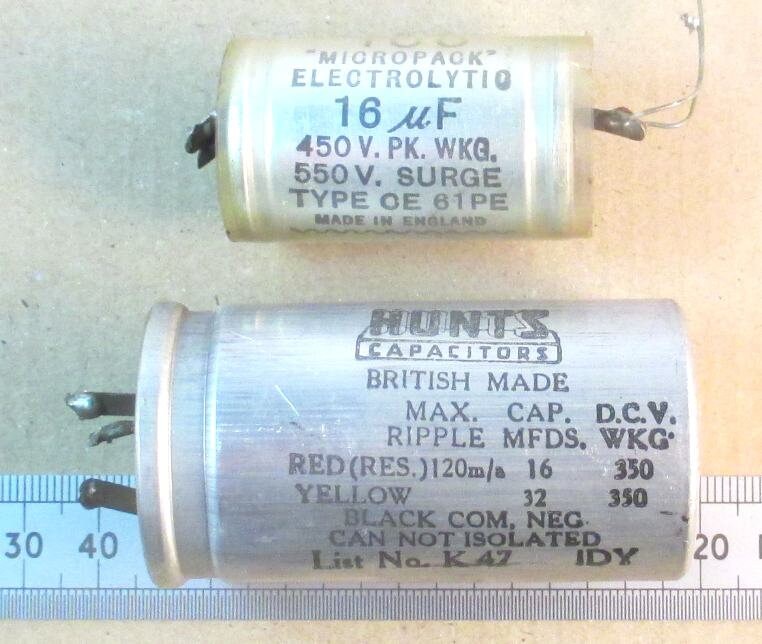 "MICROPACK"
ELECTROLYTIC
16 µF
450 V. PK. WKG.
550 V. SURGE
TYPE CE 61PE
MADE IN ENGLAND
HUNTS
CAPACITORS
BRITISH MADE
MAX. CAP. D.C.V.
RIPPLE MFDS. WKG.
RED (RES.) 120m/a 16 350
YELLOW 32 350
BLACK COM, NEG.
CAN NOT ISOLATED
List No. K 47 IDY
30 40 20